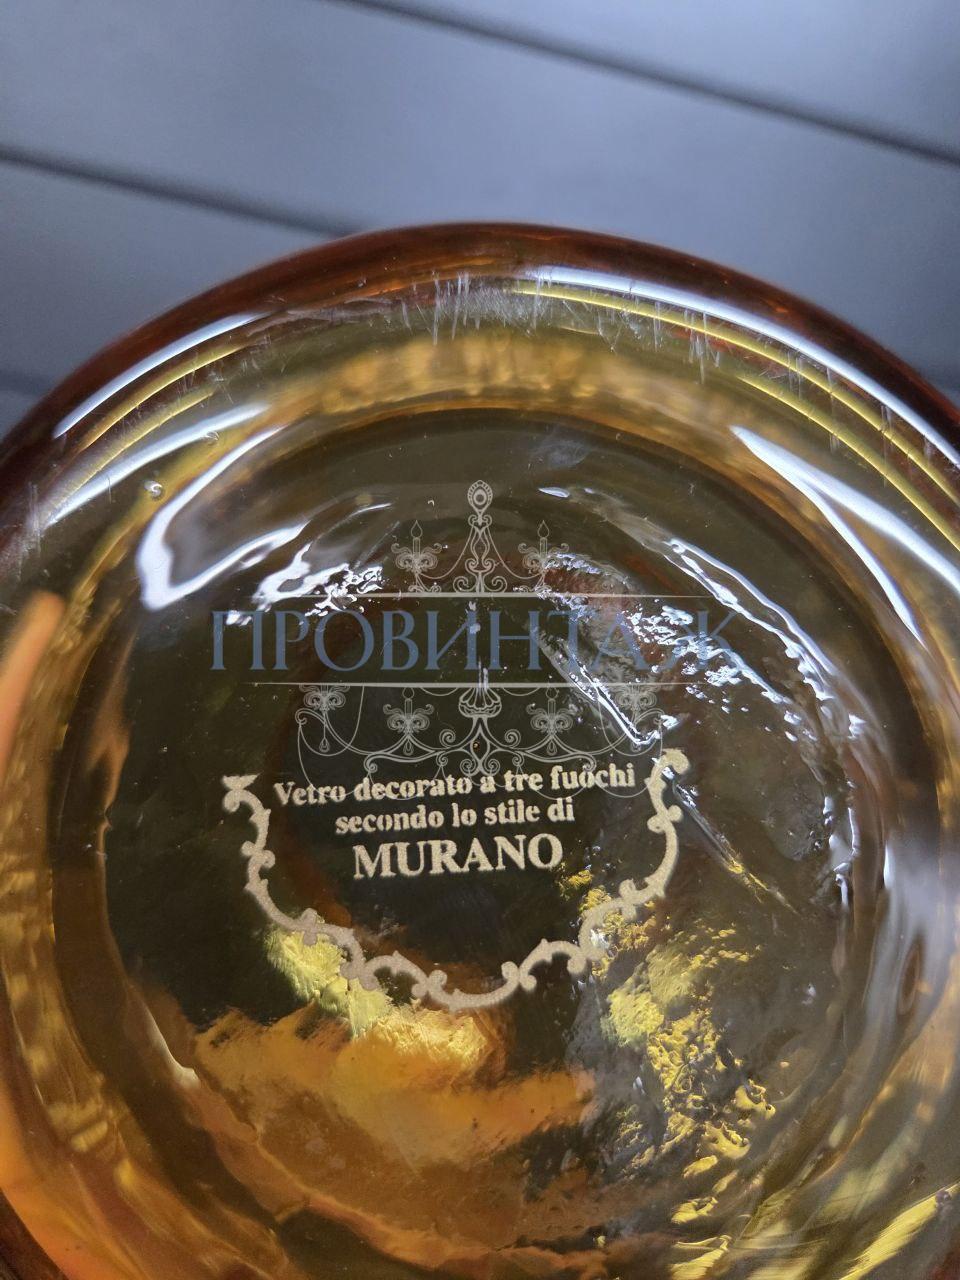 ПРОВИНТАЖ
Vetro decorato a tre fuochi
secondo lo stile di
MURANO